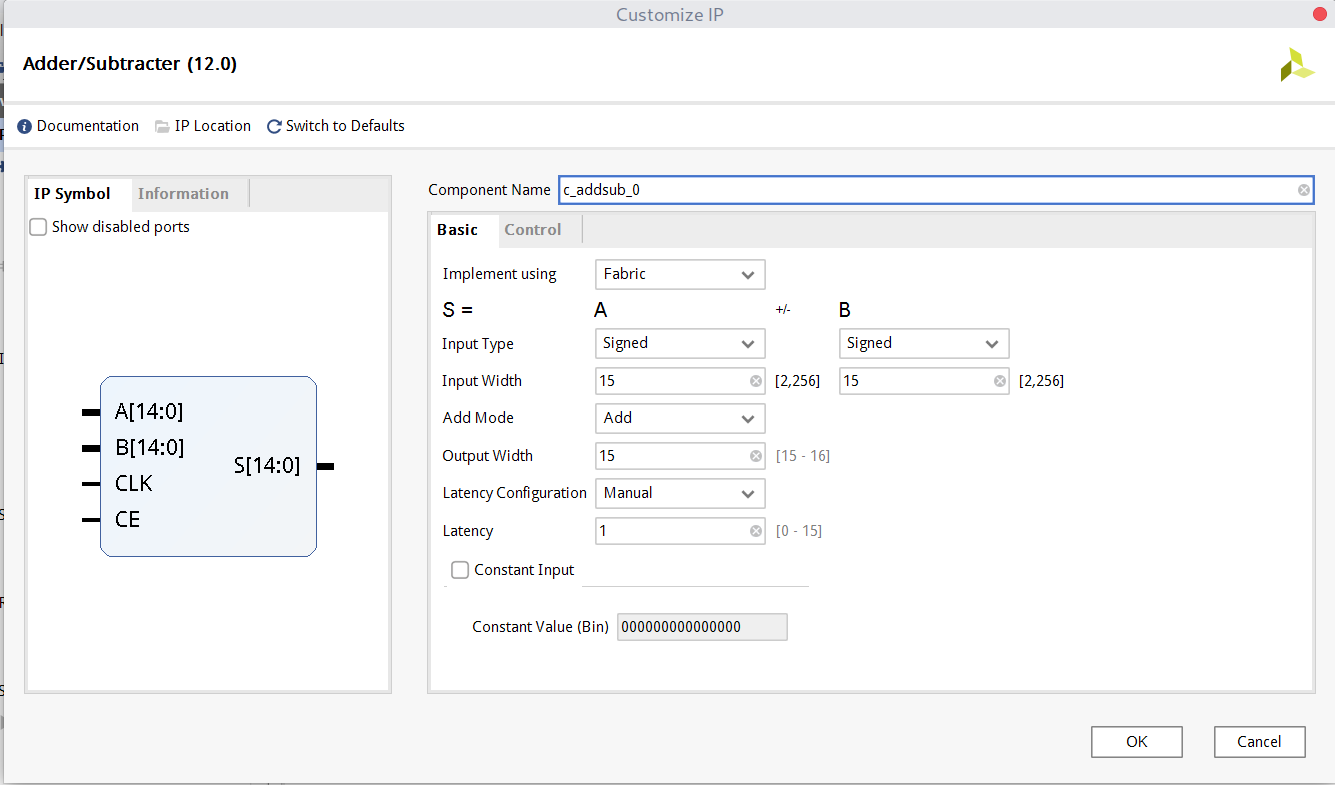 Customize IP
Adder/Subtracter (12.0)
Documentation IP Location Switch to Defaults
IP Symbol Information
Show disabled ports
A[14:0]
B[14:0]
CLK
CE
S[14:0]
Component Name c_addsub_0
Basic Control
Implement using Fabric
S = A +/- B
Input Type Signed Signed
Input Width 15 [2,256] 15 [2,256]
Add Mode Add
Output Width 15 [15 - 16]
Latency Configuration Manual
Latency 1 [0 - 15]
Constant Input
Constant Value (Bin) 000000000000000
OK Cancel